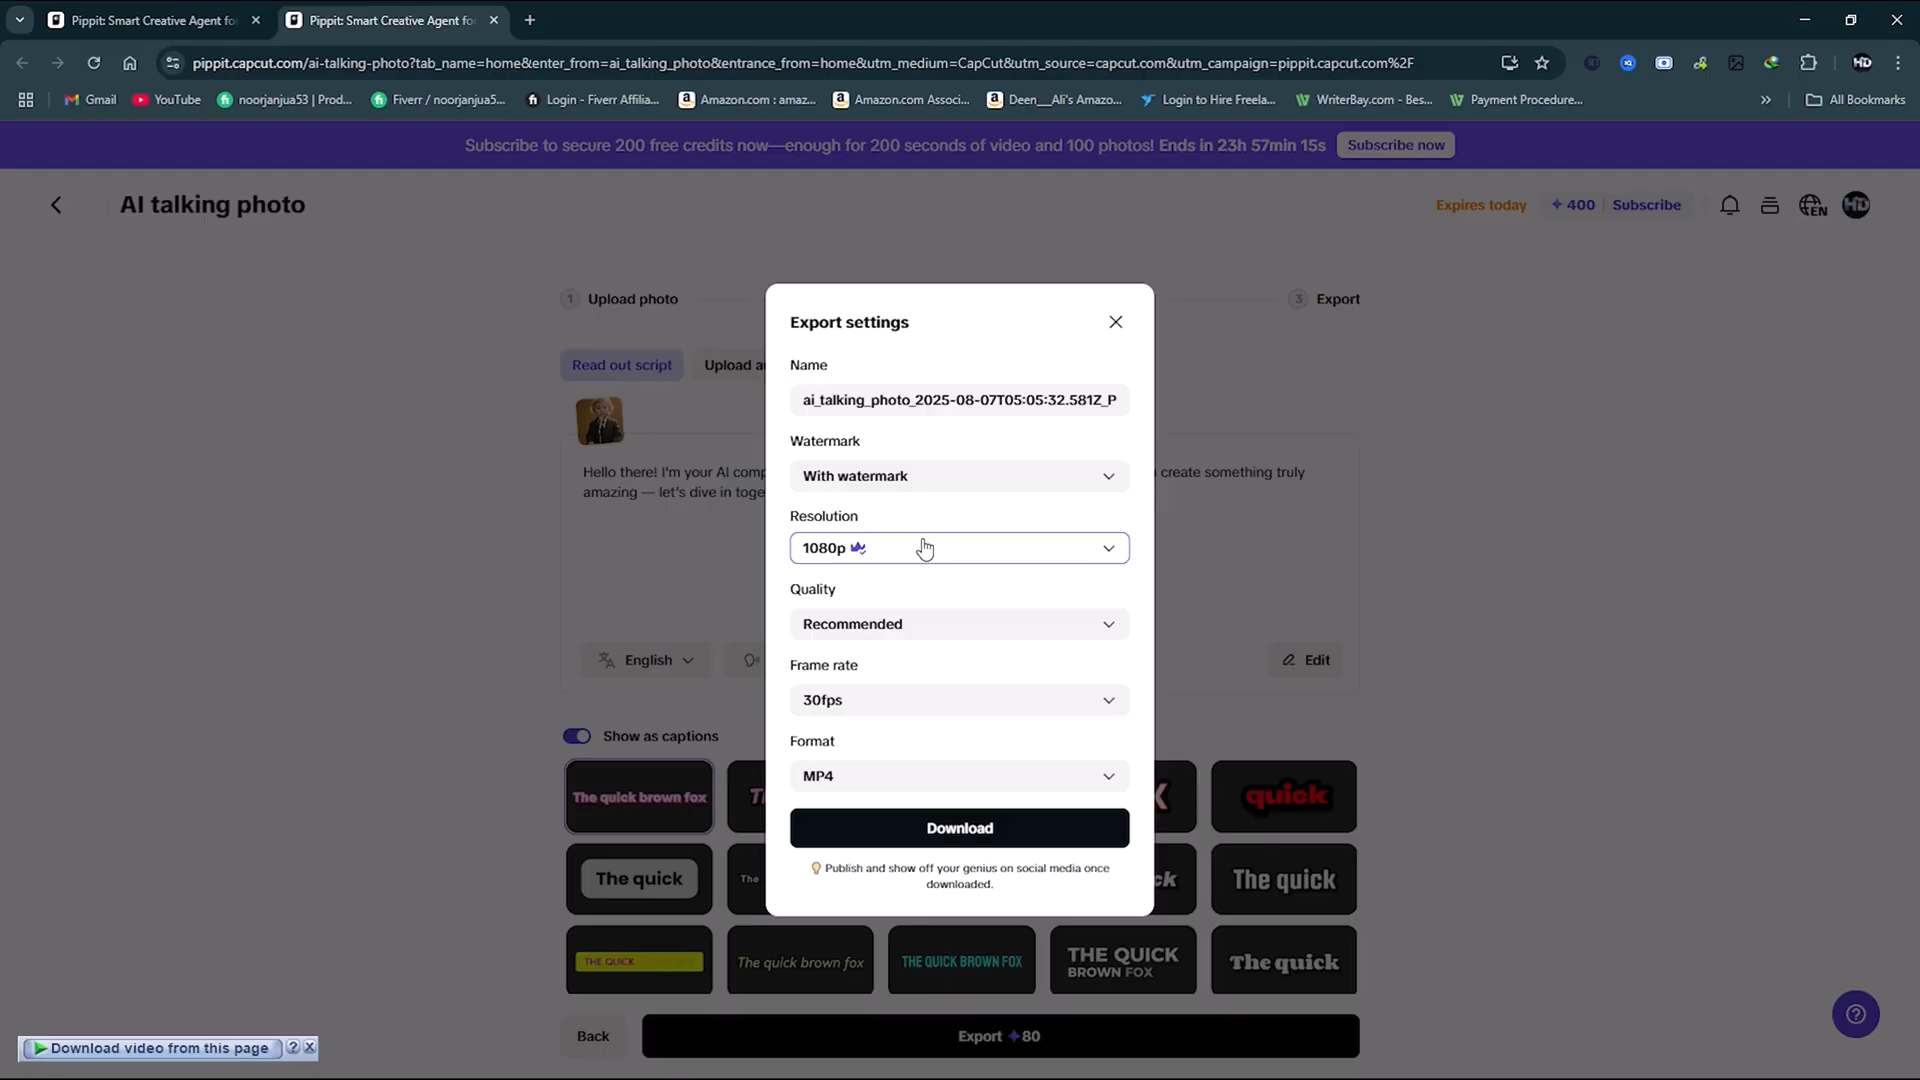 Pippit: Smart Creative Agent fo
Pippit: Smart Creative Agent fo
pippit.capcut.com/ai-talking-photo?tab_name=home&enter_from=ai_talking_photo&entrance_from=home&utm_medium=CapCut&utm_source=capcut.com&utm_campaign=pippit.capcut.com%2F
HD
Gmail
YouTube
noorjanjua53 | Prod...
Fiverr / noorjanjua5...
Login - Fiverr Affilia...
Amazon.com : amaz...
Amazon.com Associ...
Deen__Ali's Amazo...
Login to Hire Freela...
WriterBay.com - Bes...
Payment Procedure...
All Bookmarks
Subscribe to secure 200 free credits now—enough for 200 seconds of video and 100 photos! Ends in 23h 57min 15s
Subscribe now
AI talking photo
Expires today
400
Subscribe
EN
HD
1 Upload photo
3 Export
Read out script
Upload a
Hello there! I'm your AI comp
create something truly
amazing — let's dive in toge
English
Edit
Show as captions
Export settings
Name
ai_talking_photo_2025-08-07T05:05:32.581Z_P
Watermark
With watermark
Resolution
1080p
Quality
Recommended
Frame rate
30fps
Format
MP4
Download
Publish and show off your genius on social media once
downloaded.
The quick brown fox
quick
The quick
The
ck
The quick
THE QUICK
The quick brown fox
THE QUICK BROWN FOX
THE QUICK
BROWN FOX
The quick
Back
Export 80
Download video from this page